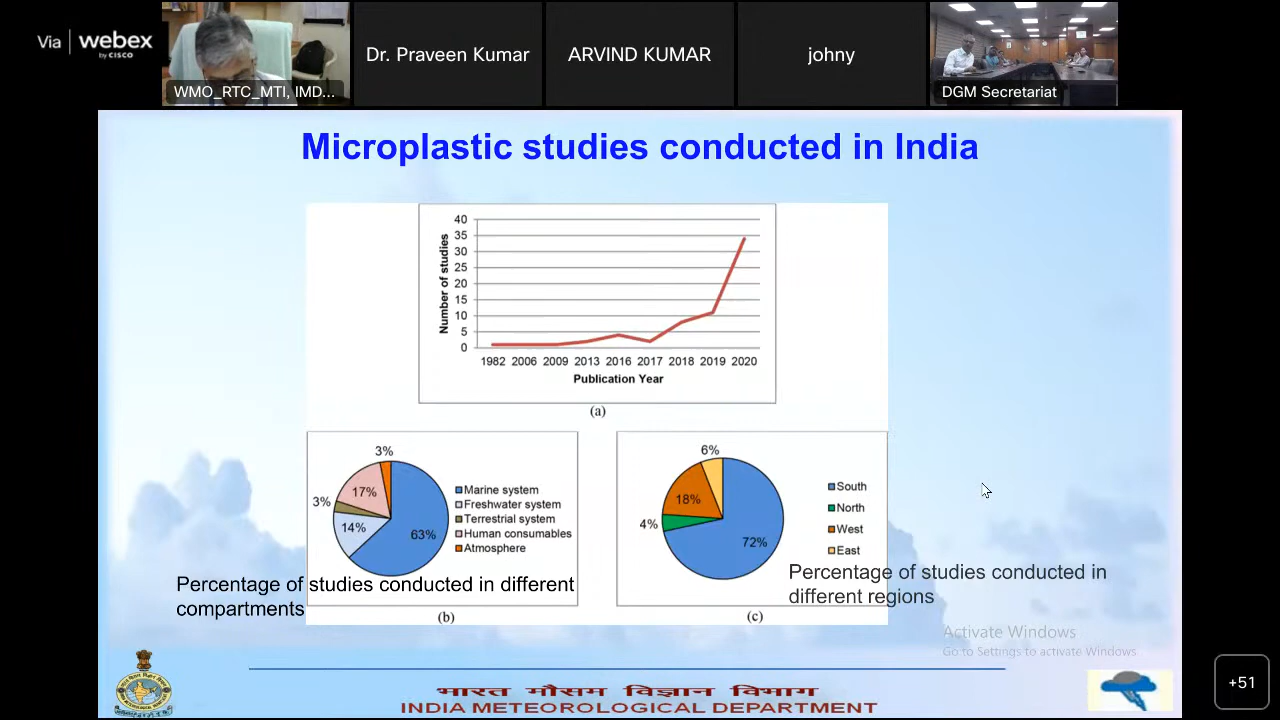 Via webex
by CISCO
WMO_RTC_MTI, IMD...
Dr. Praveen Kumar
ARVIND KUMAR
johny
DGM Secretariat
Microplastic studies conducted in India
40
35
30
25
20
15
10
5
0
Number of studies
1982 2006 2009 2013 2016 2017 2018 2019 2020
Publication Year
(a)
3%
17%
3%
14%
63%
Marine system
Freshwater system
Terrestrial system
Human consumables
Atmosphere
Percentage of studies conducted in different
compartments
(b)
6%
18%
4%
72%
South
North
West
East
Percentage of studies conducted in
different regions
(c)
Activate Windows
Go to Settings to activate Windows.
+51
भारत मौसम विज्ञान विभाग
INDIA METEOROLOGICAL DEPARTMENT